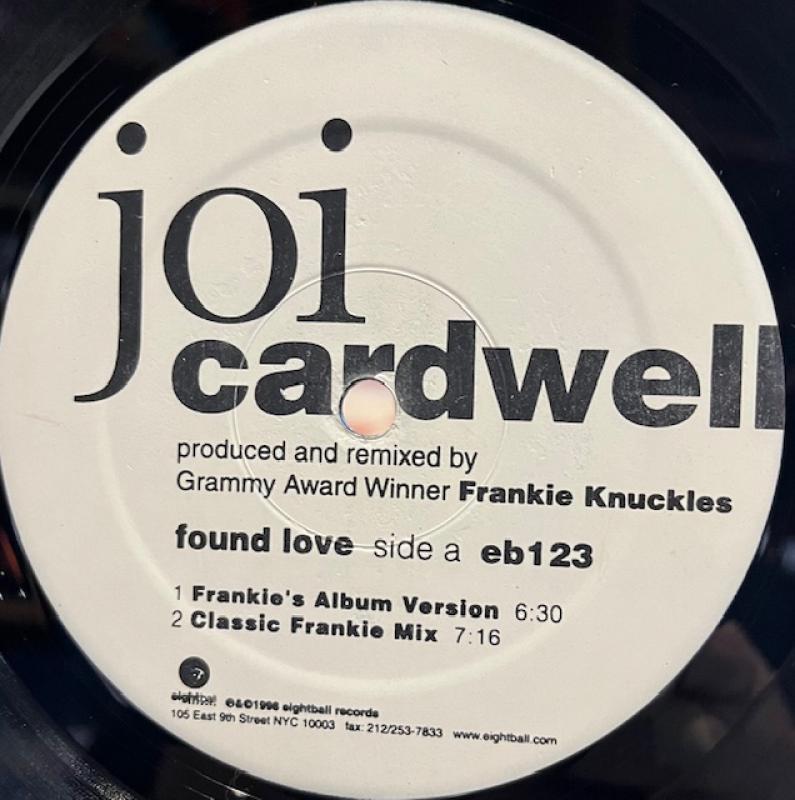 joi
cardwell
produced and remixed by
Grammy Award Winner Frankie Knuckles
found love side a eb123
1 Frankie's Album Version 6:30
2 Classic Frankie Mix 7:16
eightball ℗&©1998 eightball records
105 East 9th Street NYC 10003 fax: 212/253-7833 www.eightball.com